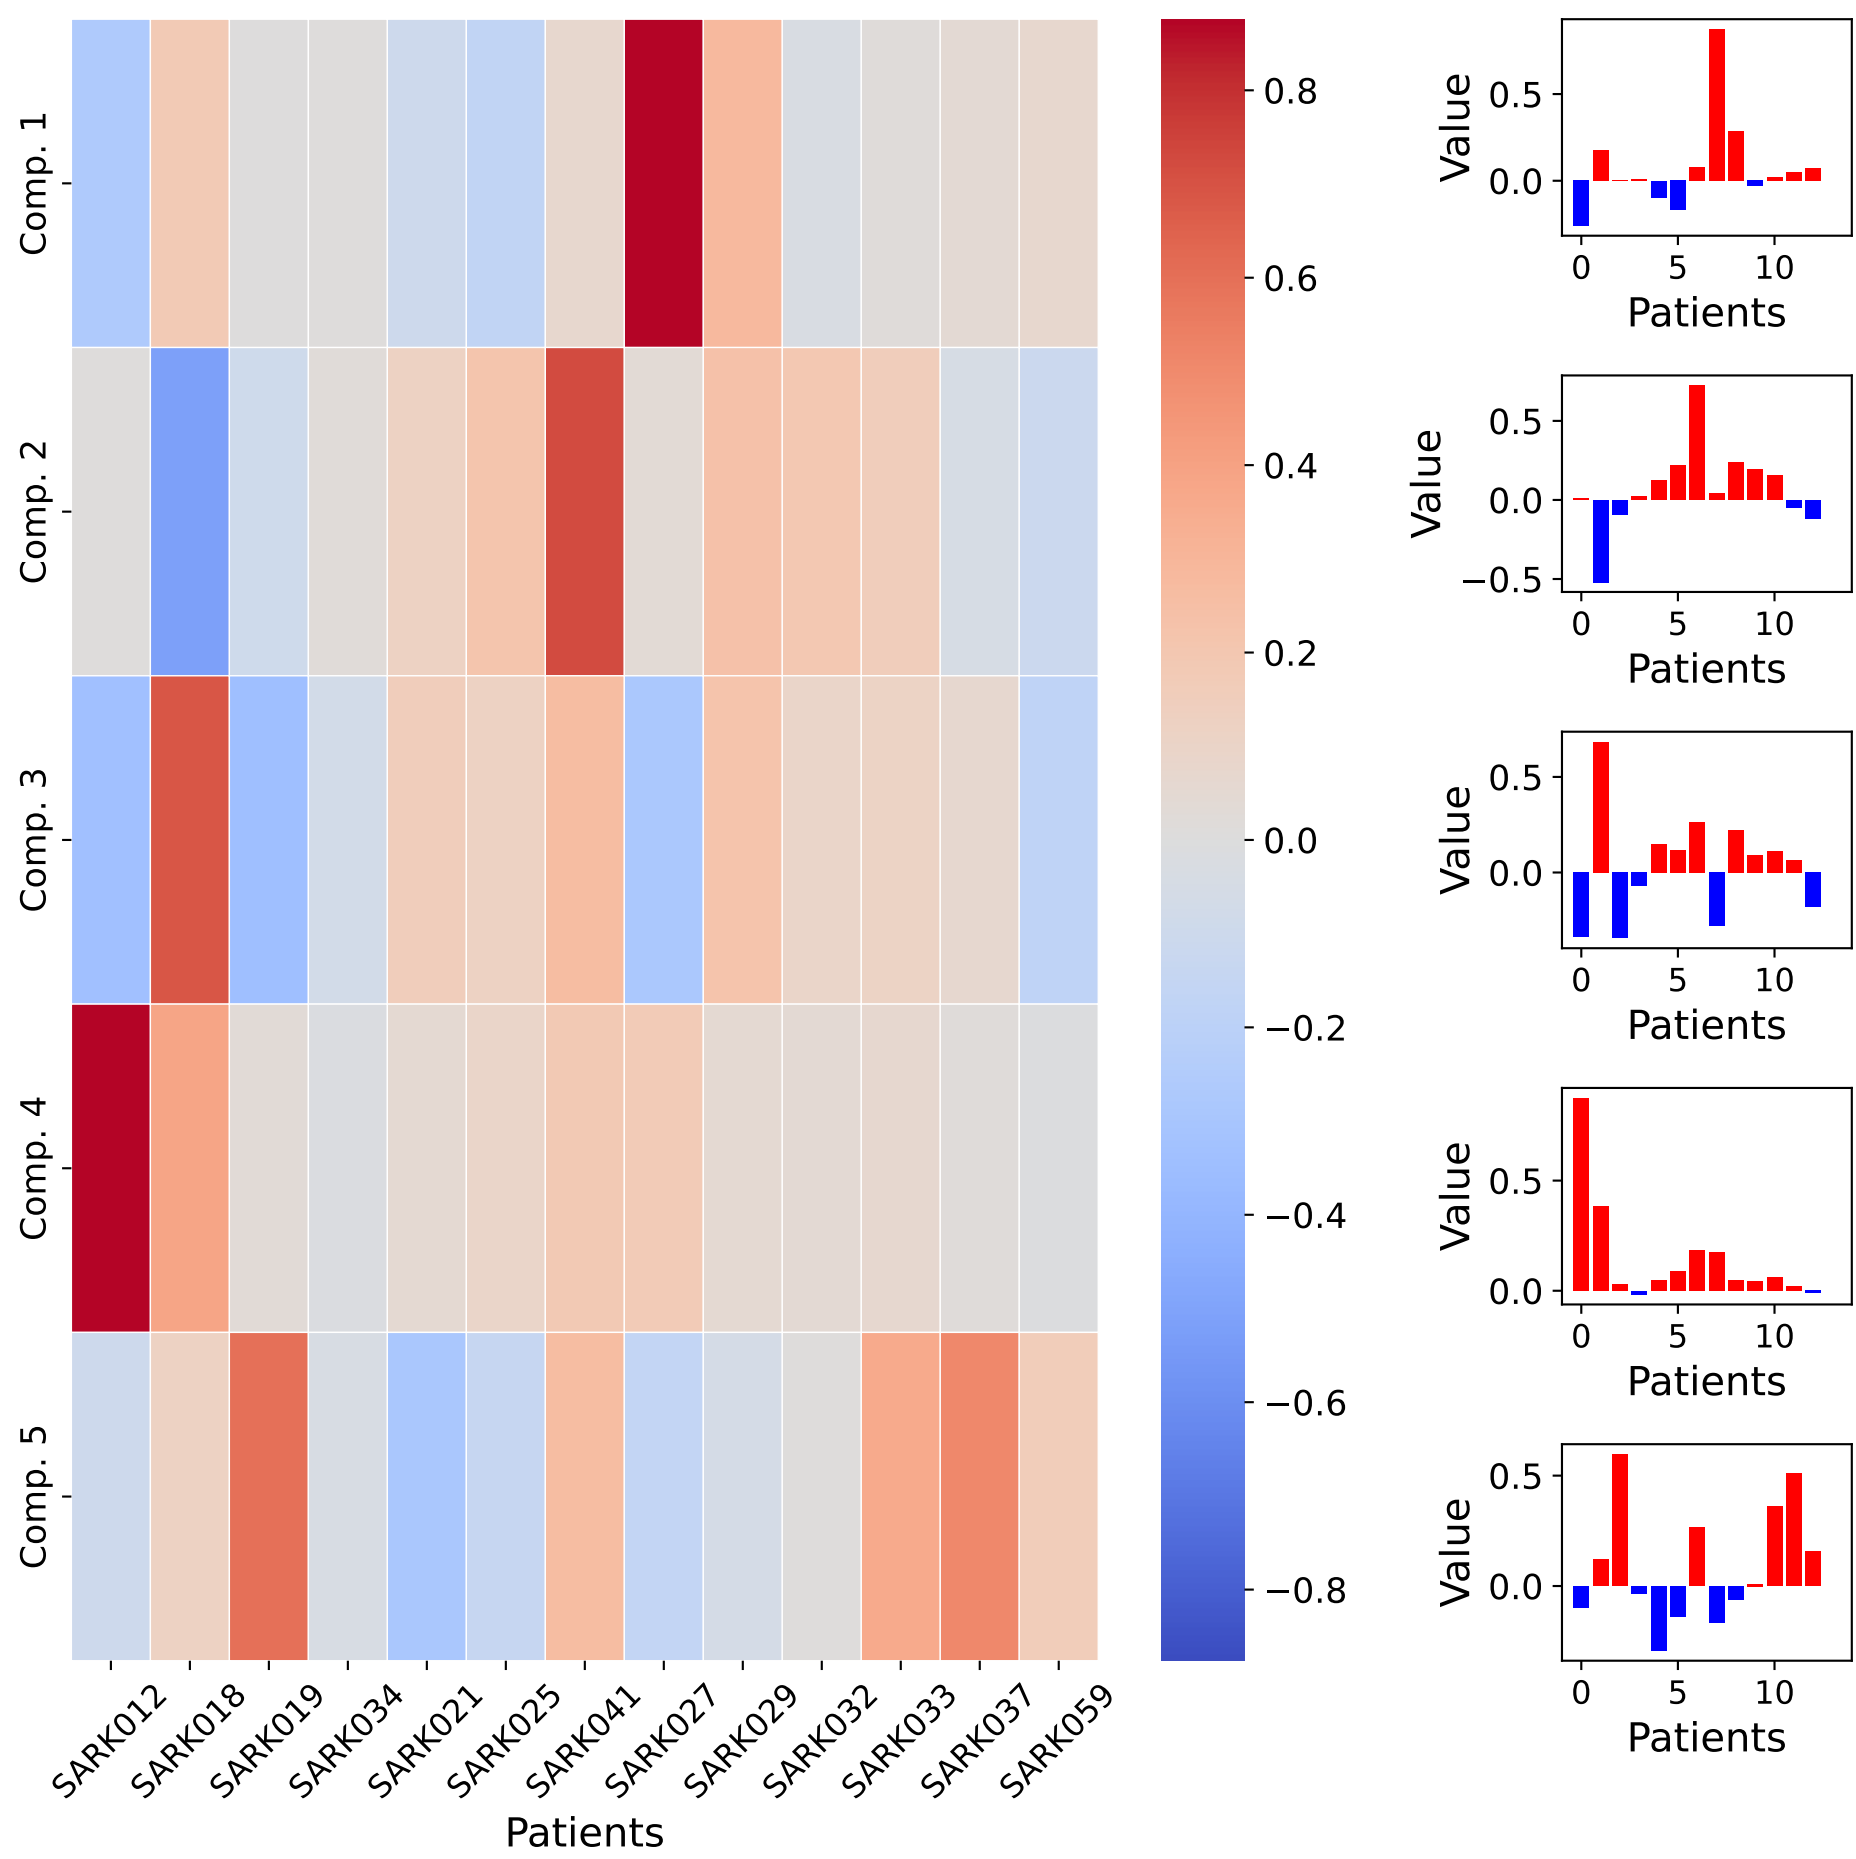 Comp. 1
Comp. 2
Comp. 3
Comp. 4
Comp. 5
SARK012
SARK018
SARK019
SARK034
SARK021
SARK025
SARK041
SARK027
SARK029
SARK032
SARK033
SARK037
SARK059
Patients
0.8
0.6
0.4
0.2
0.0
−0.2
−0.4
−0.6
−0.8
Value
0.5
0.0
0 5 10
Patients
Value
0.5
0.0
−0.5
0 5 10
Patients
Value
0.5
0.0
0 5 10
Patients
Value
0.5
0.0
0 5 10
Patients
Value
0.5
0.0
0 5 10
Patients